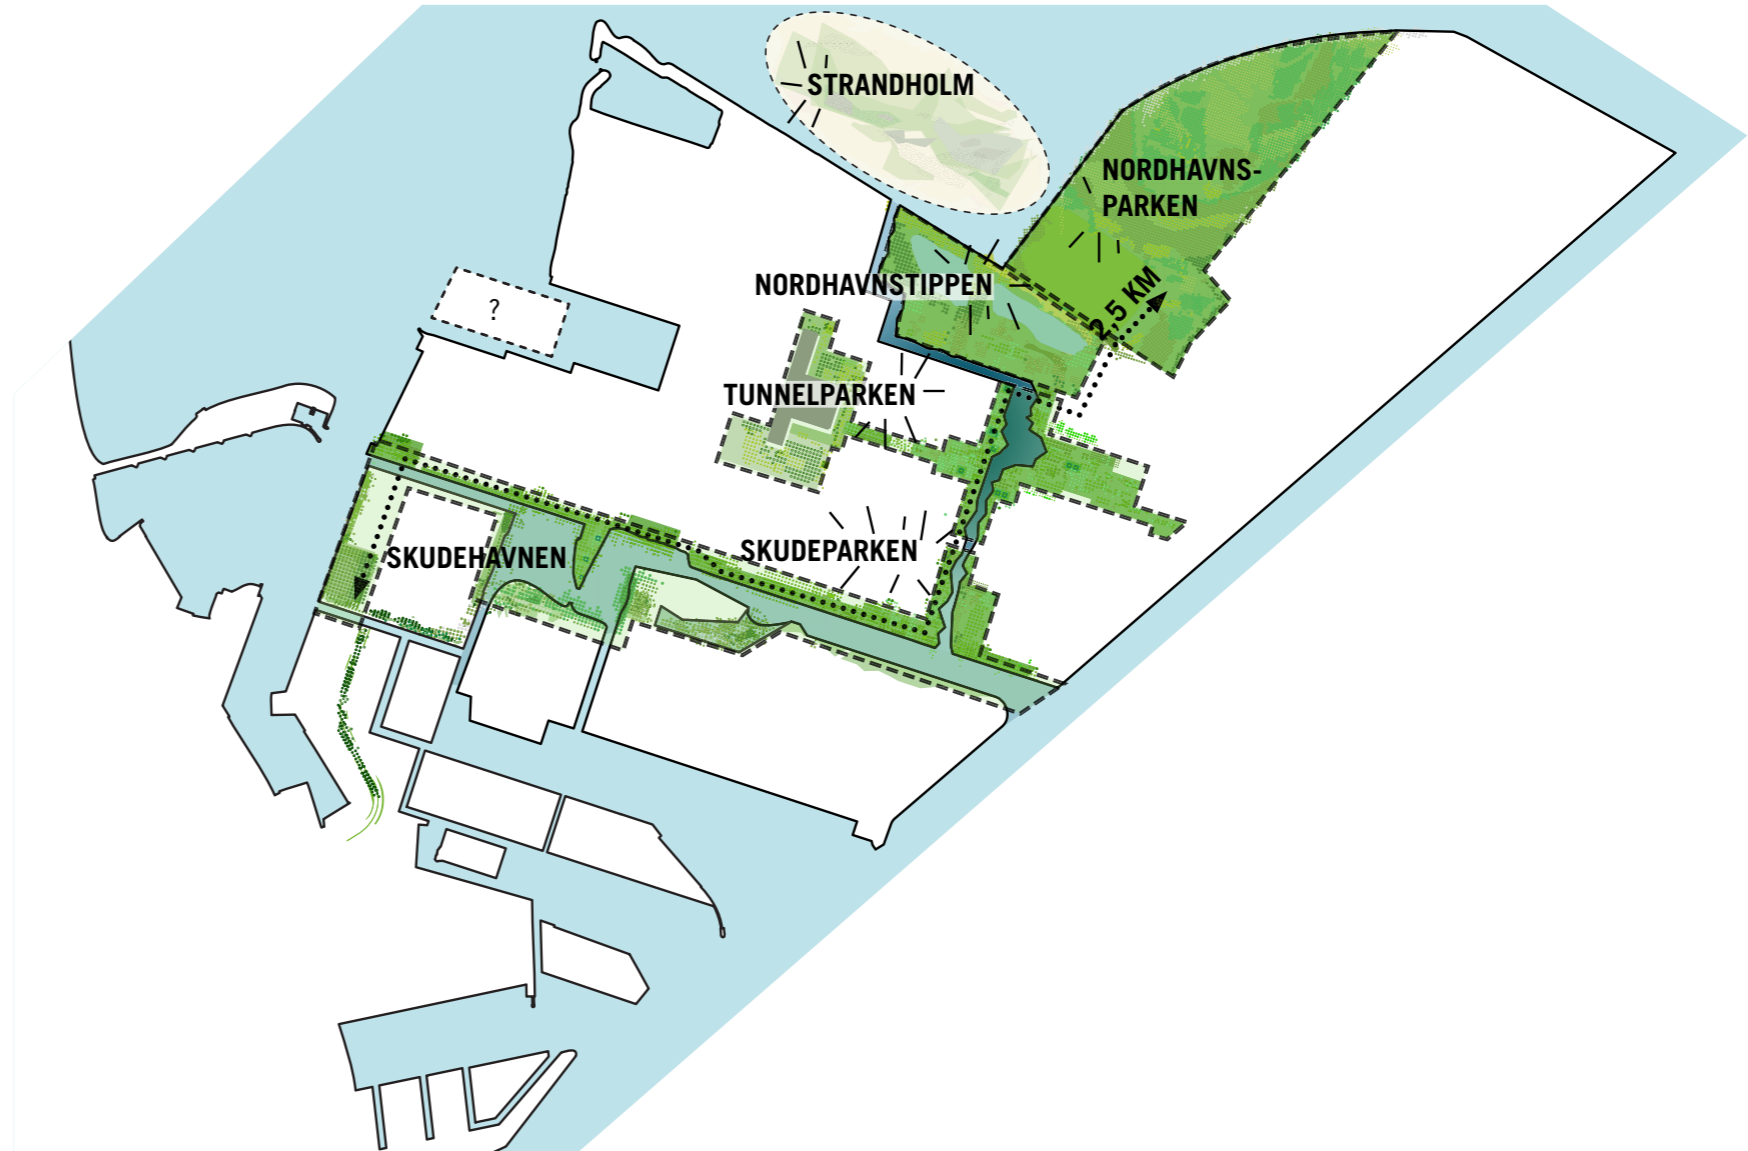 STRANDHOLM
NORDHAVNS-
PARKEN
NORDHAVNSTIPPEN
2,5 KM
?
TUNNELPARKEN
SKUDEHAVNEN
SKUDEPARKEN